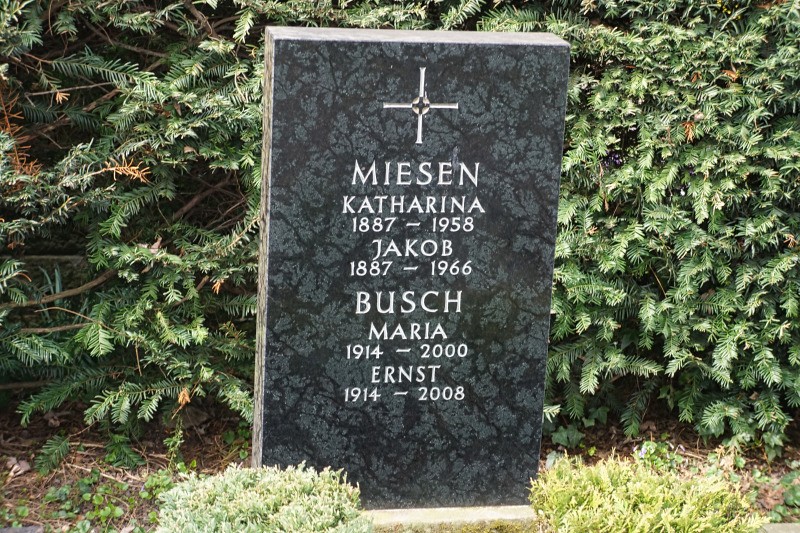 MIESEN
KATHARINA
1887 – 1958
JAKOB
1887 – 1966
BUSCH
MARIA
1914 – 2000
ERNST
1914 – 2008